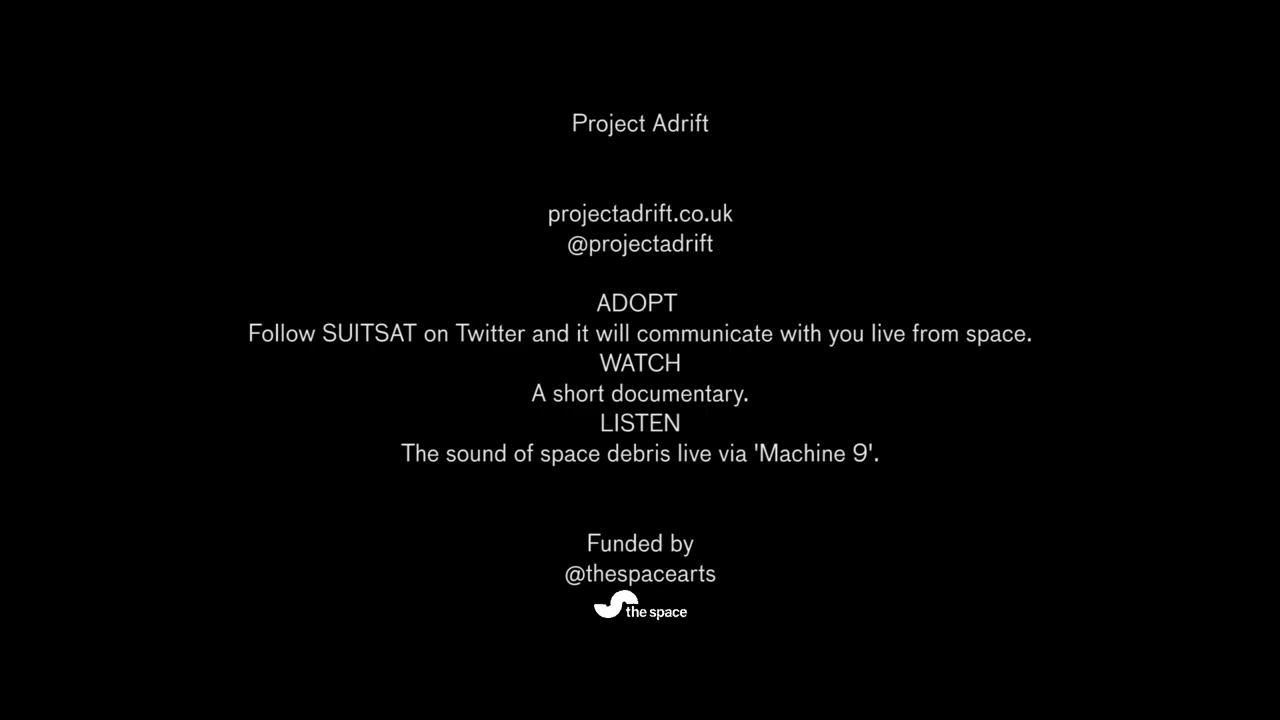 Project Adrift
projectadrift.co.uk
@projectadrift
ADOPT
Follow SUITSAT on Twitter and it will communicate with you live from space.
WATCH
A short documentary.
LISTEN
The sound of space debris live via 'Machine 9'.
Funded by
@thespacearts
the space